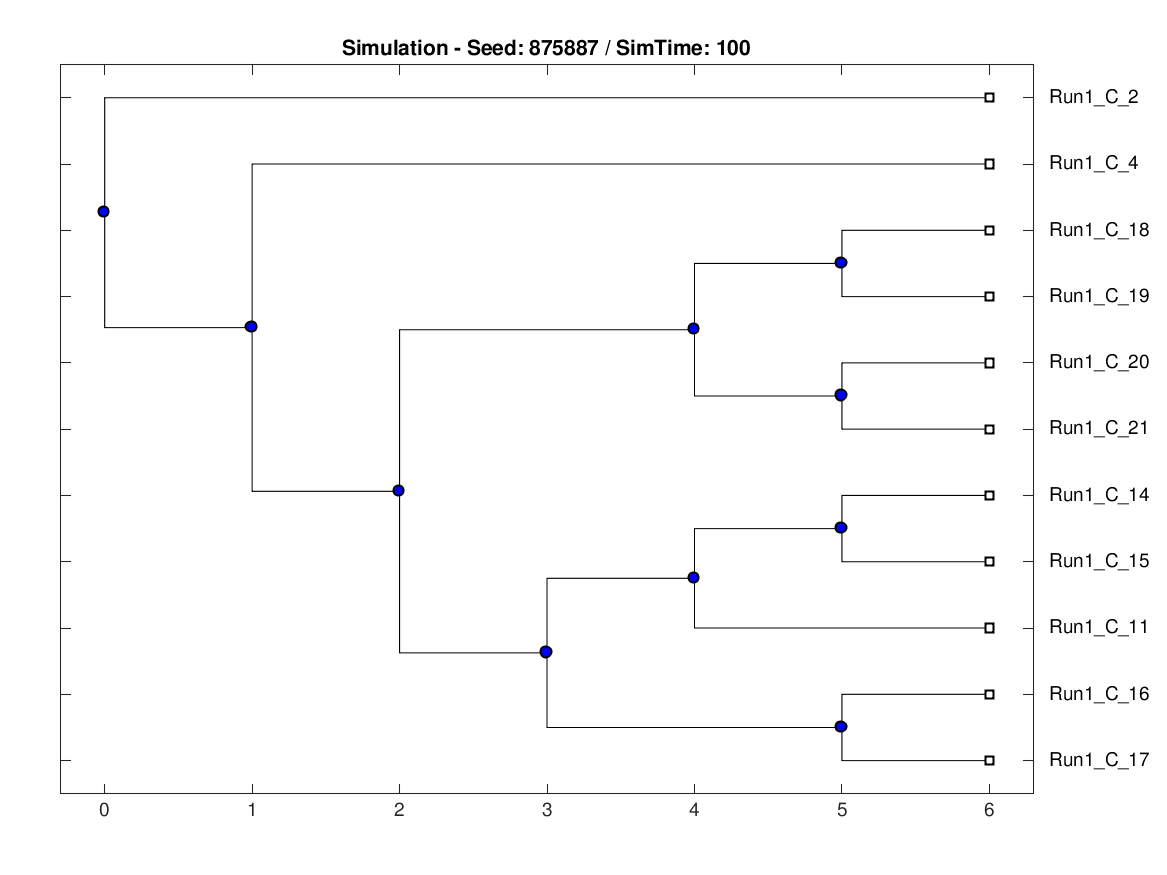 Simulation - Seed: 875887 / SimTime: 100
Run1_C_2
Run1_C_4
Run1_C_18
Run1_C_19
Run1_C_20
Run1_C_21
Run1_C_14
Run1_C_15
Run1_C_11
Run1_C_16
Run1_C_17
0 1 2 3 4 5 6